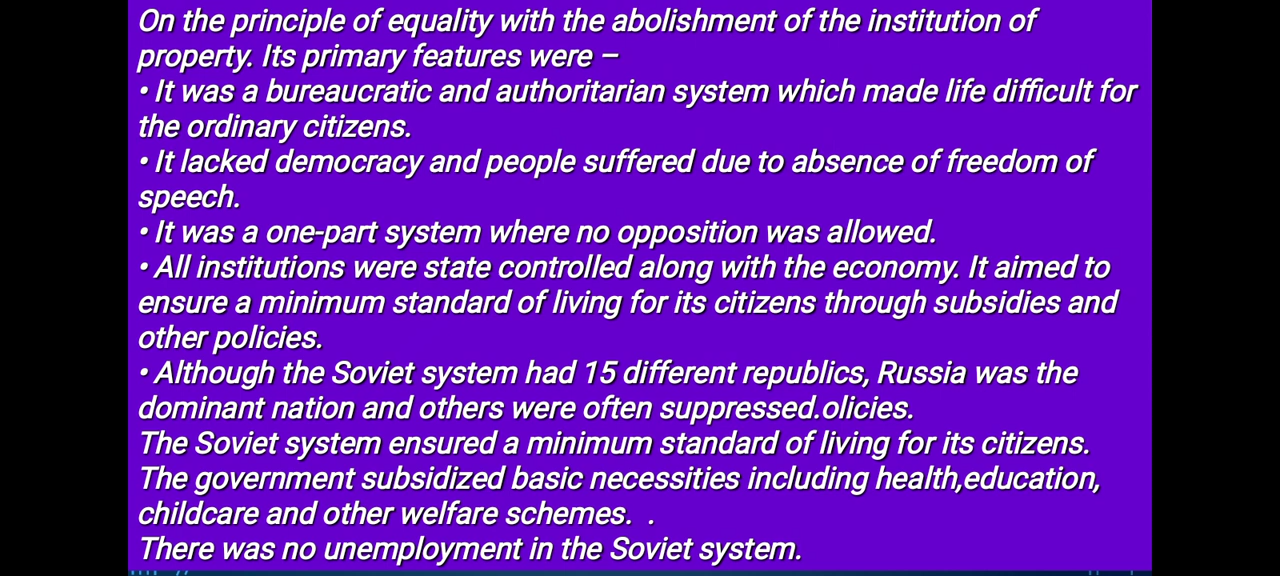 On the principle of equality with the abolishment of the institution of
property. Its primary features were –
• It was a bureaucratic and authoritarian system which made life difficult for
the ordinary citizens.
• It lacked democracy and people suffered due to absence of freedom of
speech.
• It was a one-part system where no opposition was allowed.
• All institutions were state controlled along with the economy. It aimed to
ensure a minimum standard of living for its citizens through subsidies and
other policies.
• Although the Soviet system had 15 different republics, Russia was the
dominant nation and others were often suppressed.olicies.
The Soviet system ensured a minimum standard of living for its citizens.
The government subsidized basic necessities including health,education,
childcare and other welfare schemes.  .
There was no unemployment in the Soviet system.